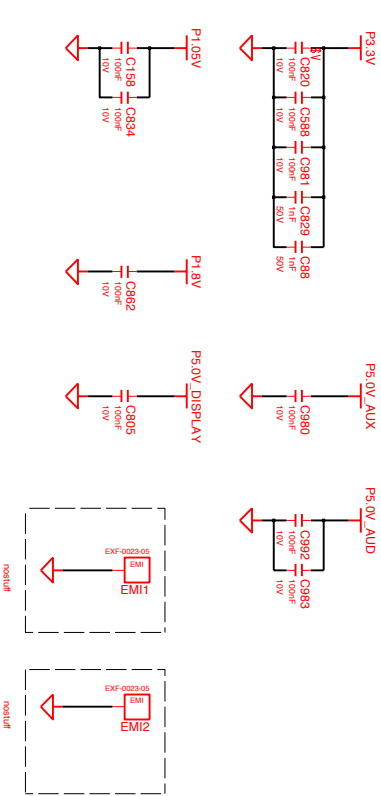 P3.3V
C820
100nF
10V
C588
100nF
10V
C981
100nF
10V
C829
1nF
50V
C88
1nF
50V
P5.0V_AUX
C980
100nF
10V
P5.0V_AUD
C992
100nF
10V
C983
100nF
10V
P1.05V
C158
100nF
10V
C834
100nF
10V
P1.8V
C862
100nF
10V
P5.0V_DISPLAY
C805
100nF
10V
EXF-0023-05
EMI
EMI1
nostuff
EXF-0023-05
EMI
EMI2
nostuff